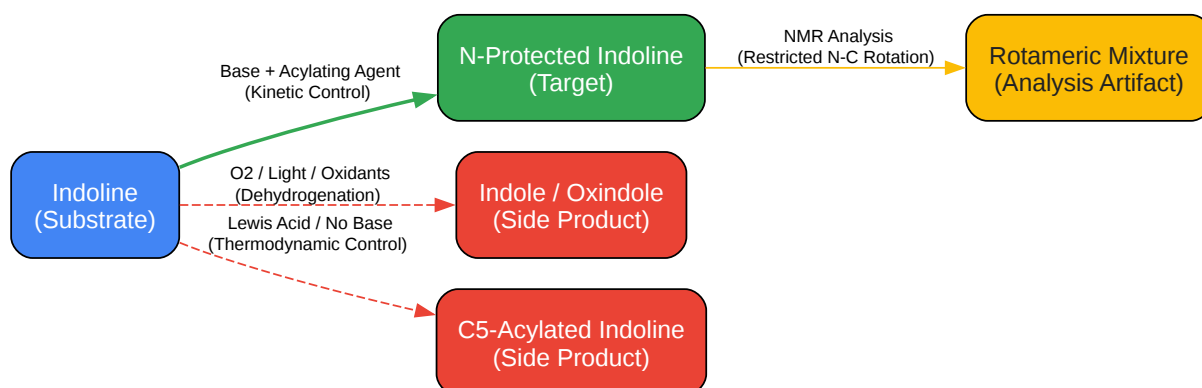 N-Protected Indoline
(Target)
NMR Analysis
(Restricted N-C Rotation)
Rotameric Mixture
(Analysis Artifact)
Base + Acylating Agent
(Kinetic Control)
Indoline
(Substrate)
O2 / Light / Oxidants
(Dehydrogenation)
Lewis Acid / No Base
(Thermodynamic Control)
Indole / Oxindole
(Side Product)
C5-Acylated Indoline
(Side Product)